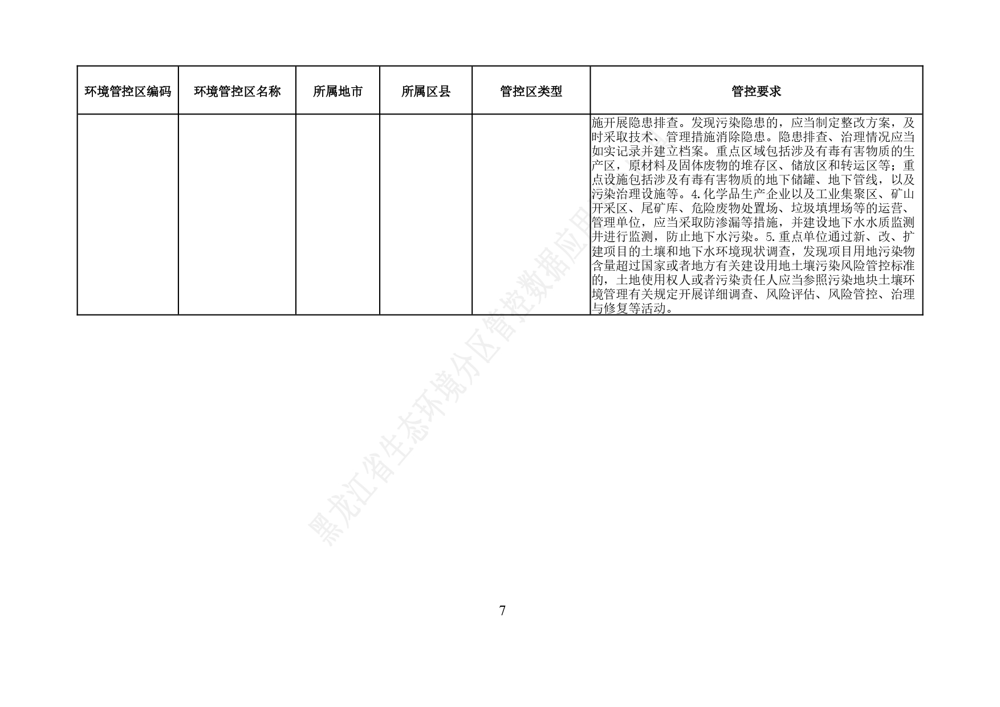 环境管控区编码 环境管控区名称 所属地市 所属区县 管控区类型 管控要求
施开展隐患排查。发现污染隐患的，应当制定整改方案，及
时采取技术、管理措施消除隐患。隐患排查、治理情况应当
如实记录并建立档案。重点区域包括涉及有毒有害物质的生
产区，原材料及固体废物的堆存区、储放区和转运区等；重
点设施包括涉及有毒有害物质的地下储罐、地下管线，以及
污染治理设施等。4.化学品生产企业以及工业集聚区、矿山
开采区、尾矿库、危险废物处置场、垃圾填埋场等的运营、
管理单位，应当采取防渗漏等措施，并建设地下水水质监测
井进行监测，防止地下水污染。5.重点单位通过新、改、扩
建项目的土壤和地下水环境现状调查，发现项目用地污染物
含量超过国家或者地方有关建设用地土壤污染风险管控标准
的，土地使用权人或者污染责任人应当参照污染地块土壤环
境管理有关规定开展详细调查、风险评估、风险管控、治理
与修复等活动。
黑龙江省生态环境分区管控数据应用
7